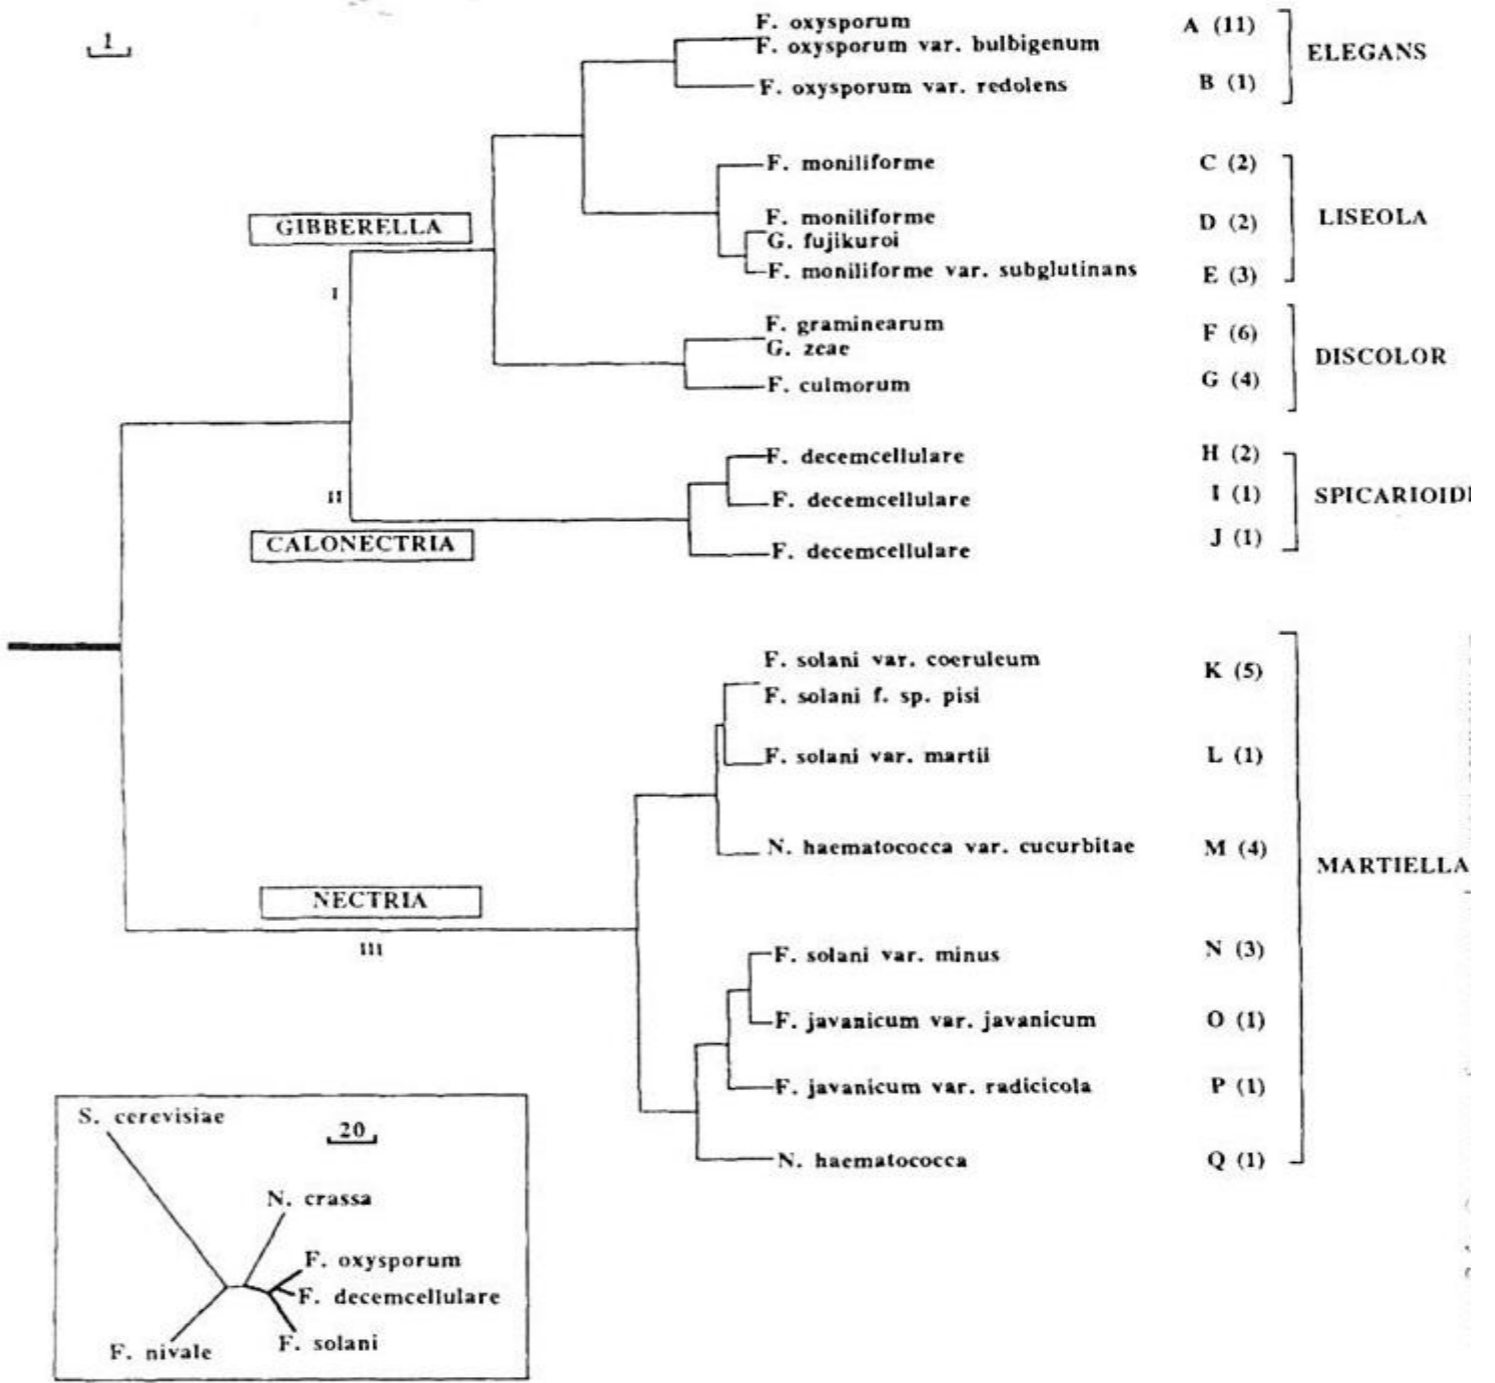 1
F. oxysporum
F. oxysporum var. bulbigenum
A (11)
F. oxysporum var. redolens
B (1)
ELEGANS
F. moniliforme
C (2)
F. moniliforme
G. fujikuroi
D (2)
F. moniliforme var. subglutinans
E (3)
LISEOLA
GIBBERELLA
I
F. graminearum
G. zeae
F (6)
F. culmorum
G (4)
DISCOLOR
F. decemcellulare
H (2)
F. decemcellulare
I (1)
F. decemcellulare
J (1)
SPICARIOIDI
II
CALONECTRIA
F. solani var. coeruleum
F. solani f. sp. pisi
K (5)
F. solani var. martii
L (1)
N. haematococca var. cucurbitae
M (4)
MARTIELLA
NECTRIA
III
F. solani var. minus
N (3)
F. javanicum var. javanicum
O (1)
F. javanicum var. radicicola
P (1)
N. haematococca
Q (1)
S. cerevisiae
20
N. crassa
F. oxysporum
F. decemcellulare
F. solani
F. nivale